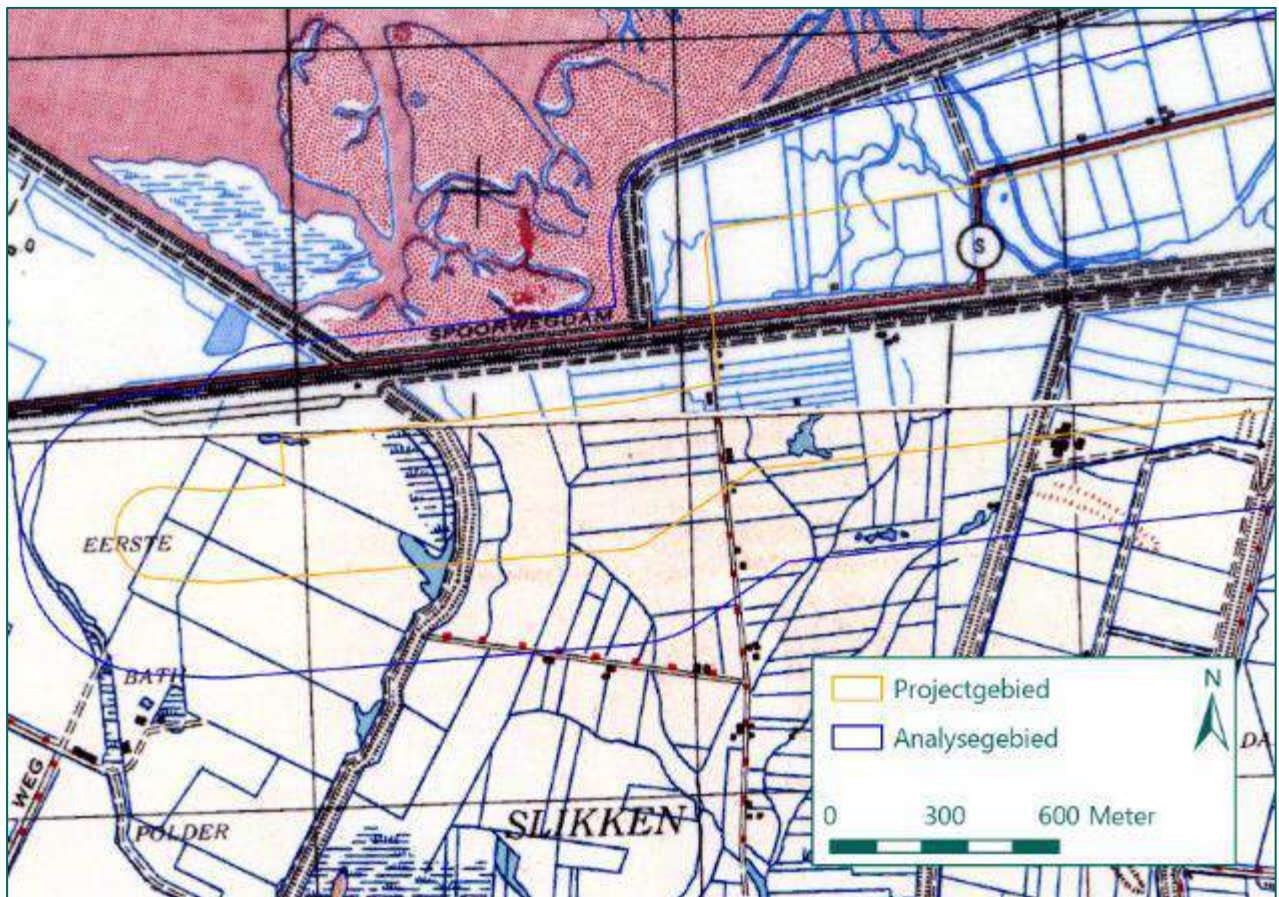 S
SPOORWEGDAM
EERSTE
BATH
POLDER
WEG
SLIKKEN
DA
Projectgebied
Analysegebied
N
0 300 600 Meter